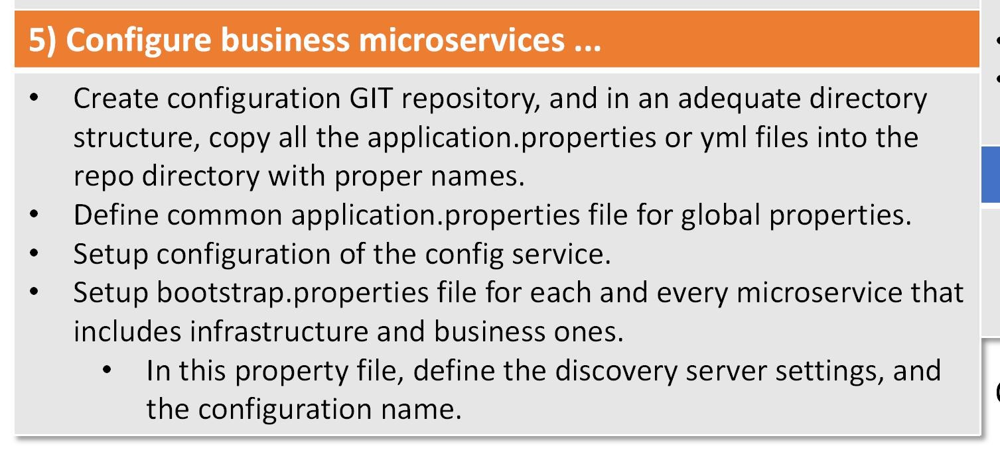 5) Configure business microservices ...
• Create configuration GIT repository, and in an adequate directory
structure, copy all the application.properties or yml files into the
repo directory with proper names.
• Define common application.properties file for global properties.
• Setup configuration of the config service.
• Setup bootstrap.properties file for each and every microservice that
includes infrastructure and business ones.
• In this property file, define the discovery server settings, and
the configuration name.